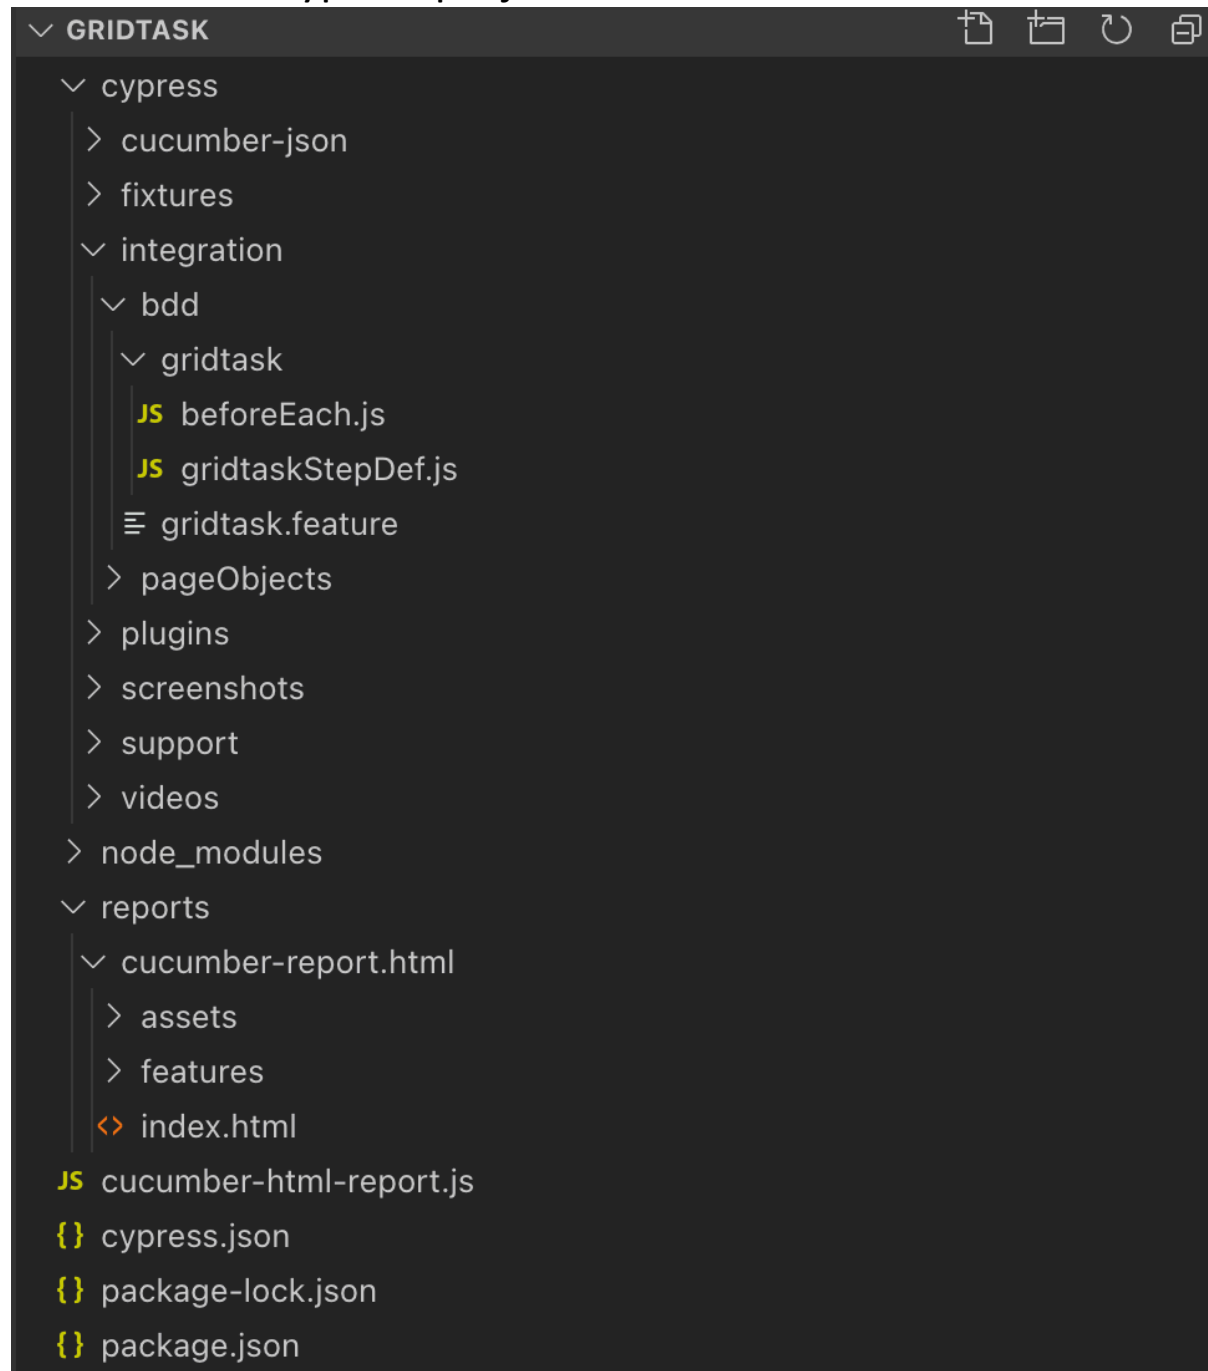 GRIDTASK
cypress
cucumber-json
fixtures
integration
bdd
gridtask
JS beforeEach.js
JS gridtaskStepDef.js
gridtask.feature
pageObjects
plugins
screenshots
support
videos
node_modules
reports
cucumber-report.html
assets
features
<> index.html
JS cucumber-html-report.js
{} cypress.json
{} package-lock.json
{} package.json